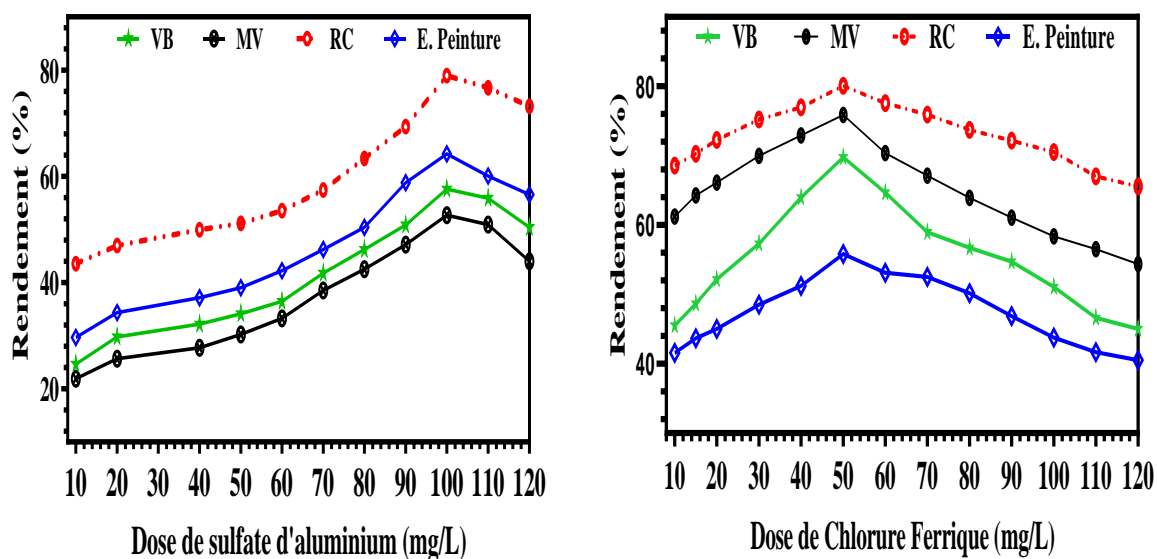 VB MV RC E. Peinture
Rendement (%)
80
60
40
20
10 20 30 40 50 60 70 80 90 100 110 120
Dose de sulfate d'aluminium (mg/L)
VB MV RC E. Peinture
Rendement (%)
80
60
40
10 20 30 40 50 60 70 80 90 100 110 120
Dose de Chlorure Ferrique (mg/L)